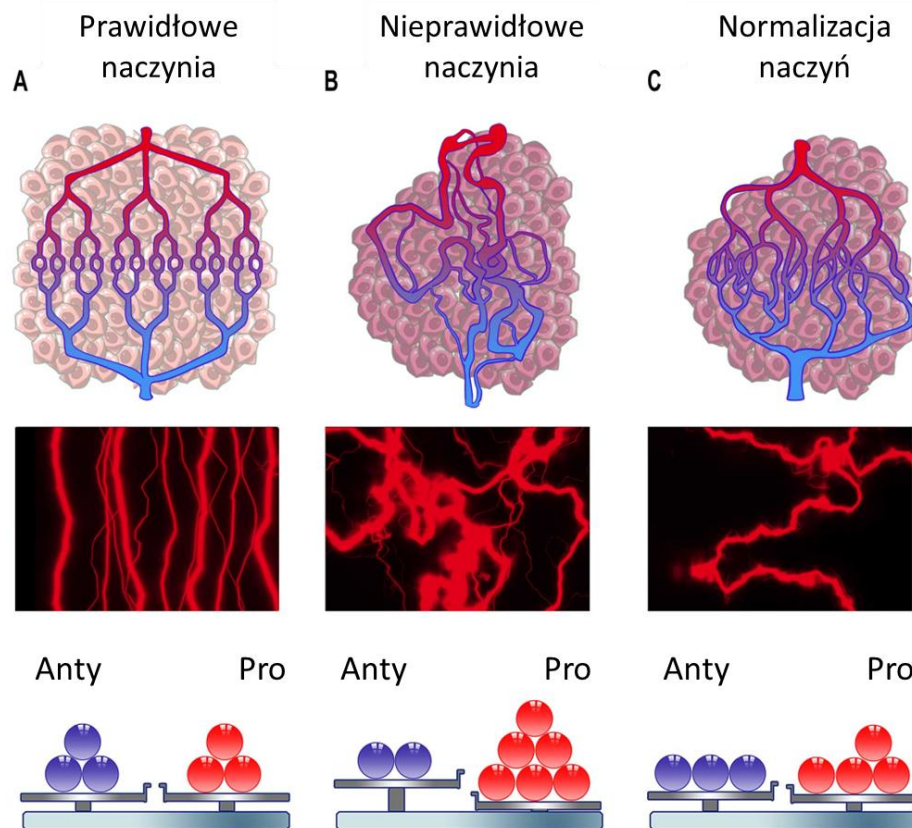 Prawidłowe
naczynia
Nieprawidłowe
naczynia
Normalizacja
naczyń
A
B
C
Anty Pro
Anty Pro
Anty Pro